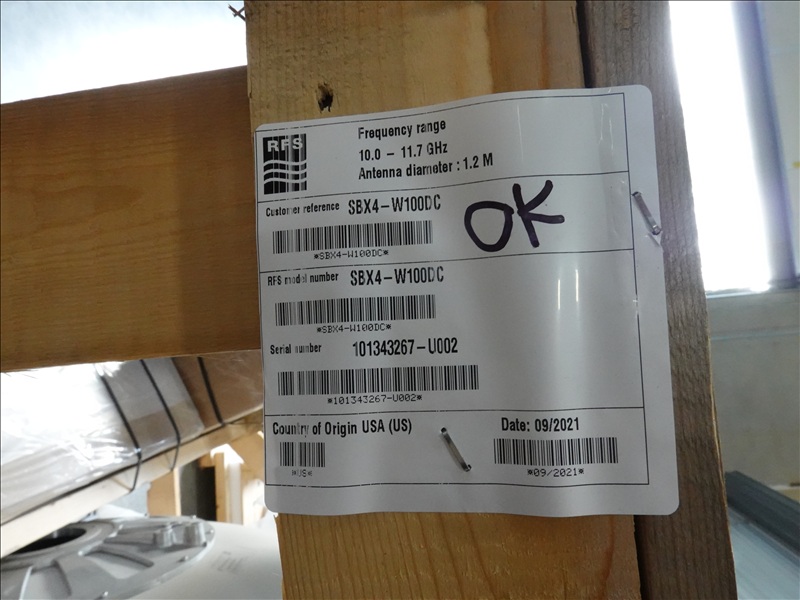 RFS
Frequency range
10.0 - 11.7 GHz
Antenna diameter : 1.2 M
Customer reference SBX4-W100DC
OK
*SBX4-W100DC*
RFS model number SBX4-W100DC
*SBX4-W100DC*
Serial number 101343267-U002
*101343267-U002*
Country of Origin USA (US) Date: 09/2021
*US* *09/2021*